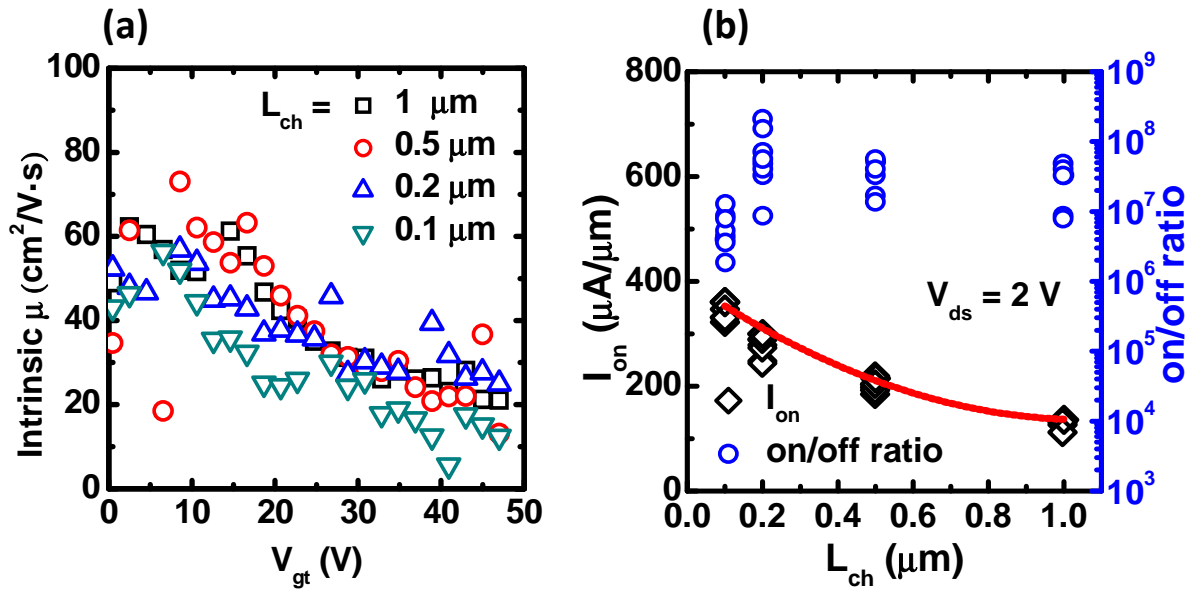 (a)
100
80
60
40
20
0
Intrinsic μ (cm²/V·s)
L_ch = 1 μm
0.5 μm
0.2 μm
0.1 μm
0 10 20 30 40 50
V_gt (V)
(b)
800
600
400
200
0
I_on (μA/μm)
V_ds = 2 V
I_on
on/off ratio
10⁹
10⁸
10⁷
10⁶
10⁵
10⁴
10³
on/off ratio
0.0 0.2 0.4 0.6 0.8 1.0
L_ch (μm)